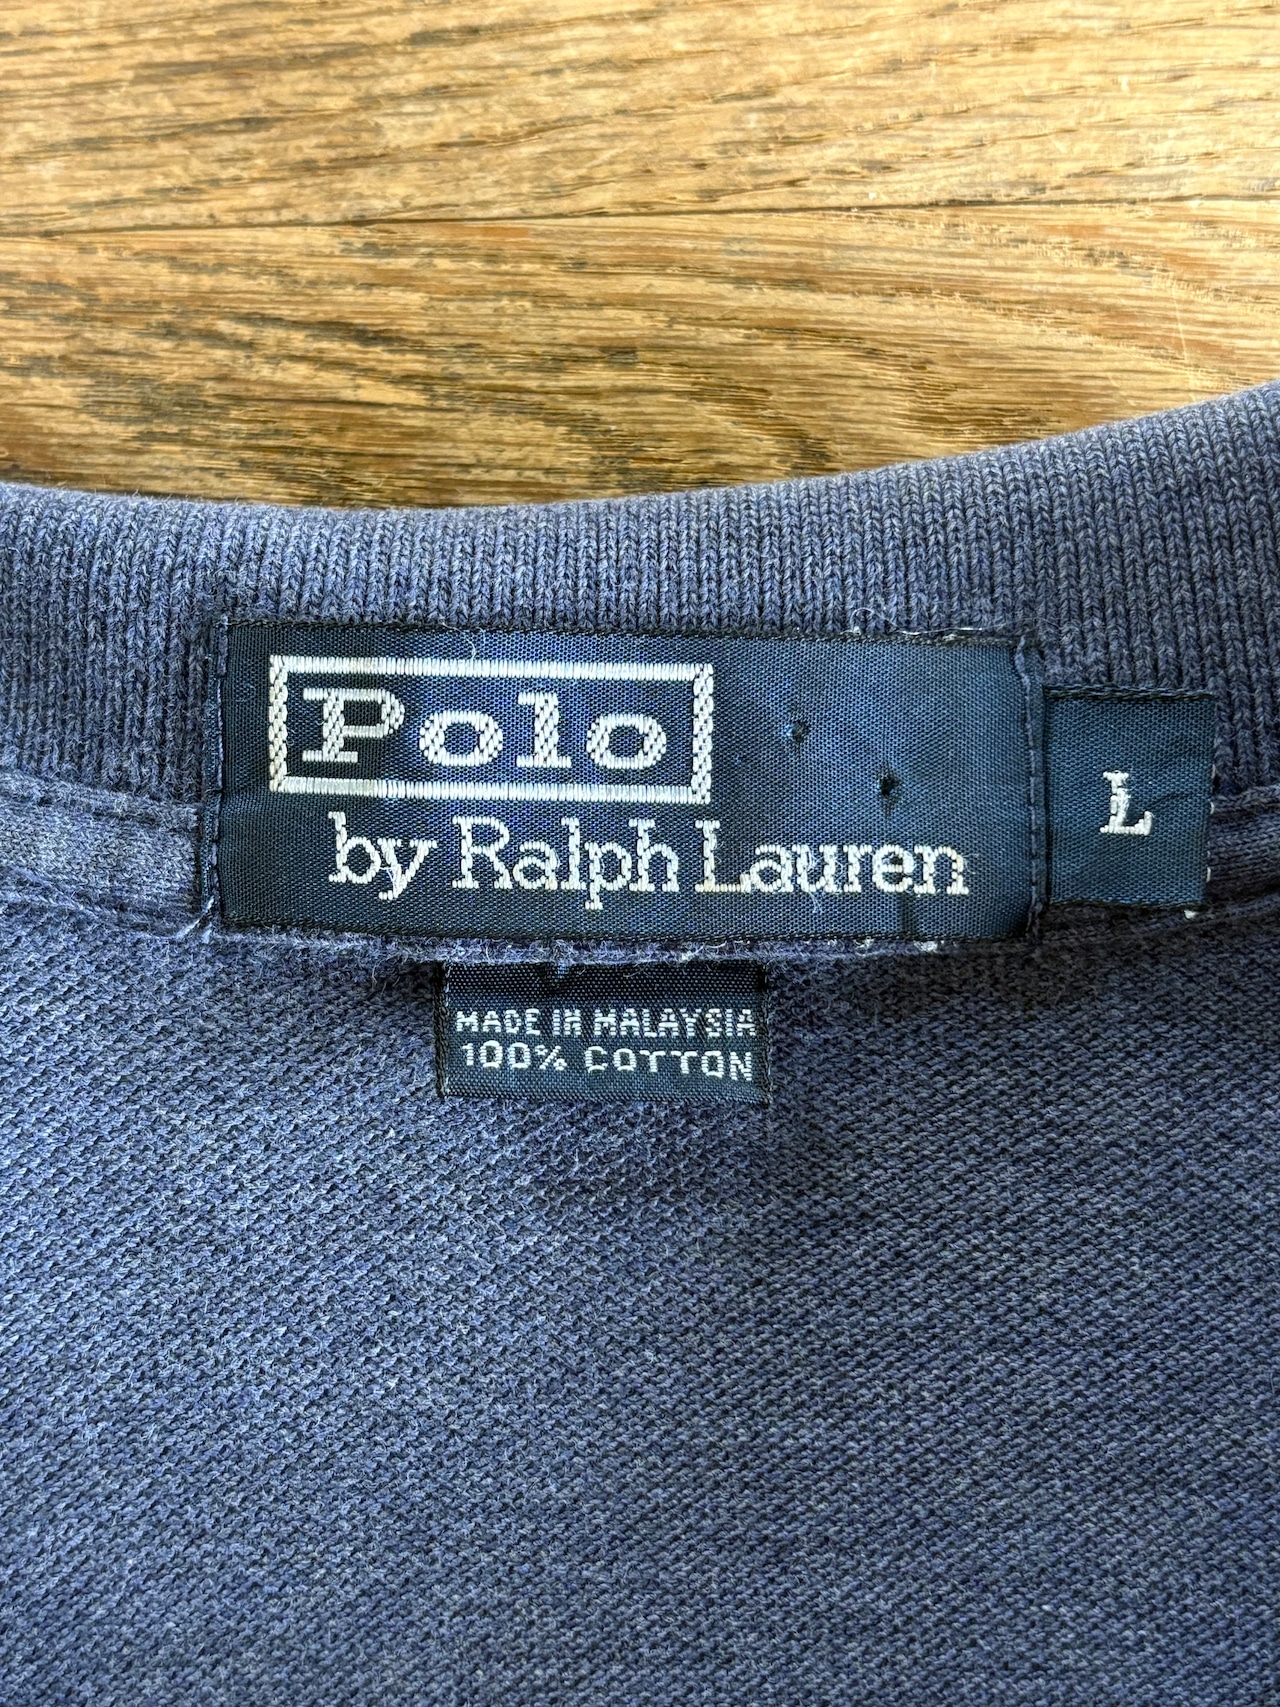 Polo
by Ralph Lauren
L
MADE IN MALAYSIA
100% COTTON